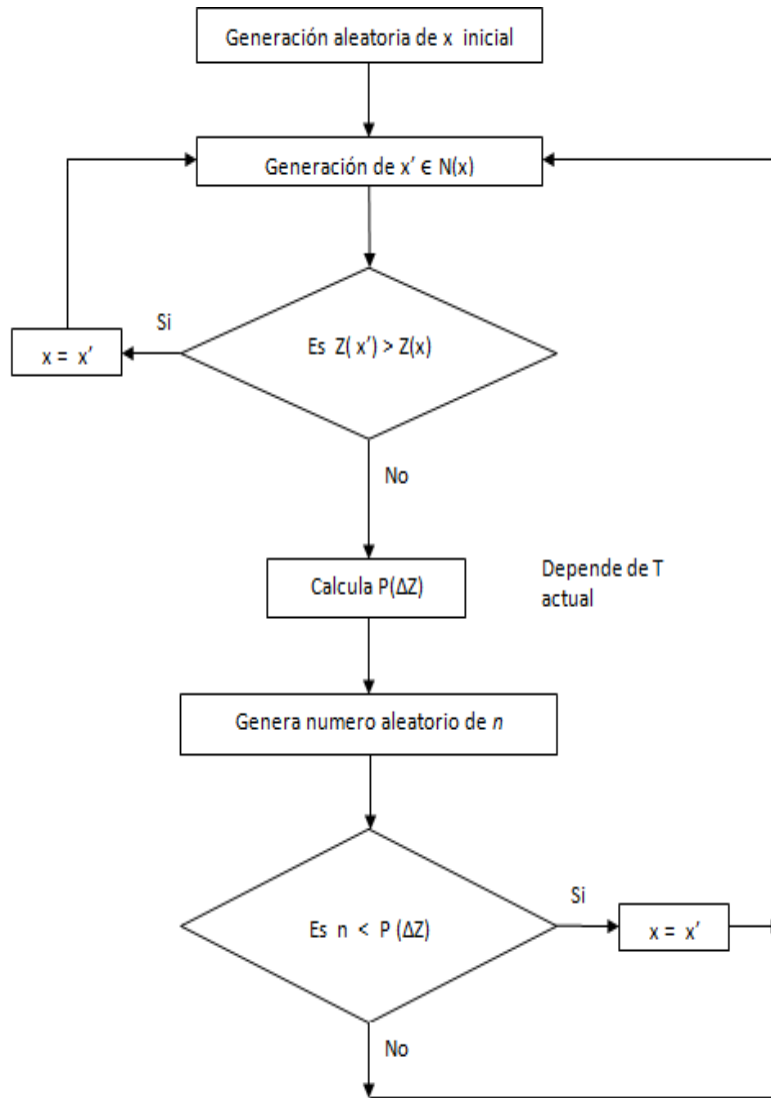 Generación aleatoria de x inicial
Generación de x’ ϵ N(x)
Si
Es Z( x’) > Z(x)
x = x’
No
Calcula P(ΔZ)
Depende de T
actual
Genera numero aleatorio de n
Si
Es n < P (ΔZ)
x = x’
No